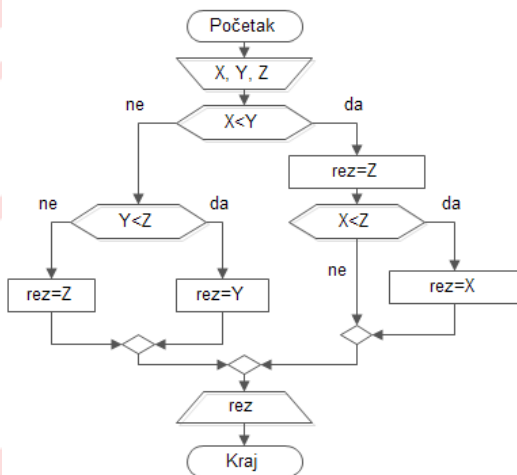 Početak
X, Y, Z
ne
X<Y
da
rez=Z
ne
Y<Z
da
X<Z
da
ne
rez=Z
rez=Y
rez=X
rez
Kraj